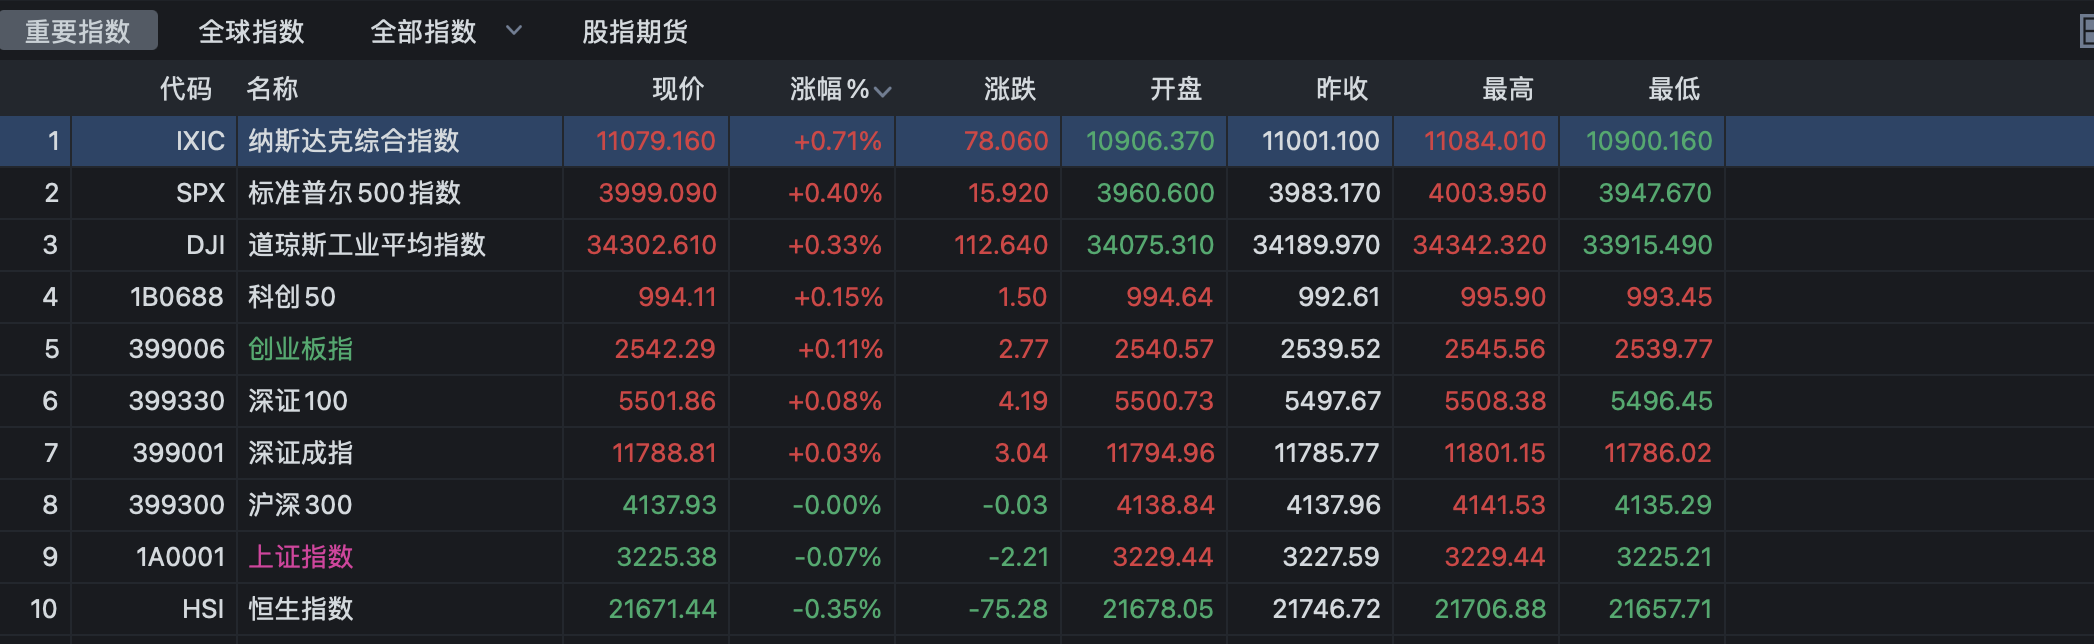 重要指数 全球指数 全部指数 股指期货
代码 名称 现价 涨幅% 涨跌 开盘 昨收 最高 最低
1 IXIC 纳斯达克综合指数 11079.160 +0.71% 78.060 10906.370 11001.100 11084.010 10900.160
2 SPX 标准普尔500指数 3999.090 +0.40% 15.920 3960.600 3983.170 4003.950 3947.670
3 DJI 道琼斯工业平均指数 34302.610 +0.33% 112.640 34075.310 34189.970 34342.320 33915.490
4 1B0688 科创50 994.11 +0.15% 1.50 994.64 992.61 995.90 993.45
5 399006 创业板指 2542.29 +0.11% 2.77 2540.57 2539.52 2545.56 2539.77
6 399330 深证100 5501.86 +0.08% 4.19 5500.73 5497.67 5508.38 5496.45
7 399001 深证成指 11788.81 +0.03% 3.04 11794.96 11785.77 11801.15 11786.02
8 399300 沪深300 4137.93 -0.00% -0.03 4138.84 4137.96 4141.53 4135.29
9 1A0001 上证指数 3225.38 -0.07% -2.21 3229.44 3227.59 3229.44 3225.21
10 HSI 恒生指数 21671.44 -0.35% -75.28 21678.05 21746.72 21706.88 21657.71